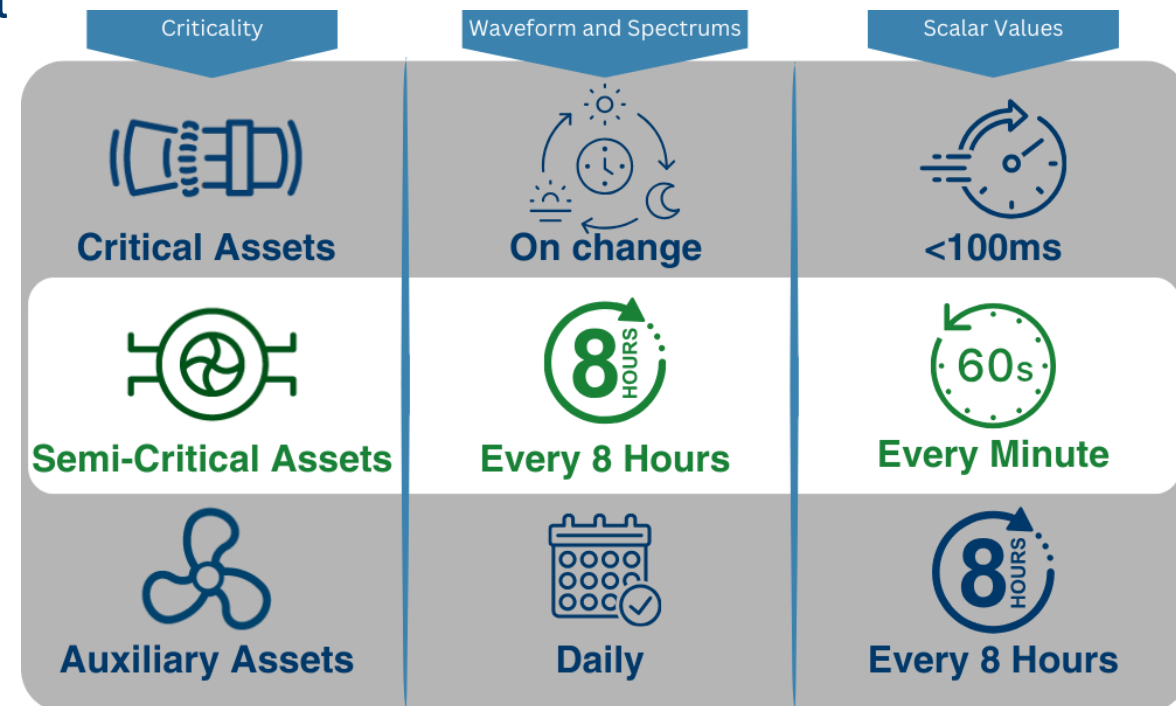 Criticality
Waveform and Spectrums
Scalar Values
Critical Assets
On change
<100ms
8 HOURS
60s
Semi-Critical Assets
Every 8 Hours
Every Minute
8 HOURS
Auxiliary Assets
Daily
Every 8 Hours